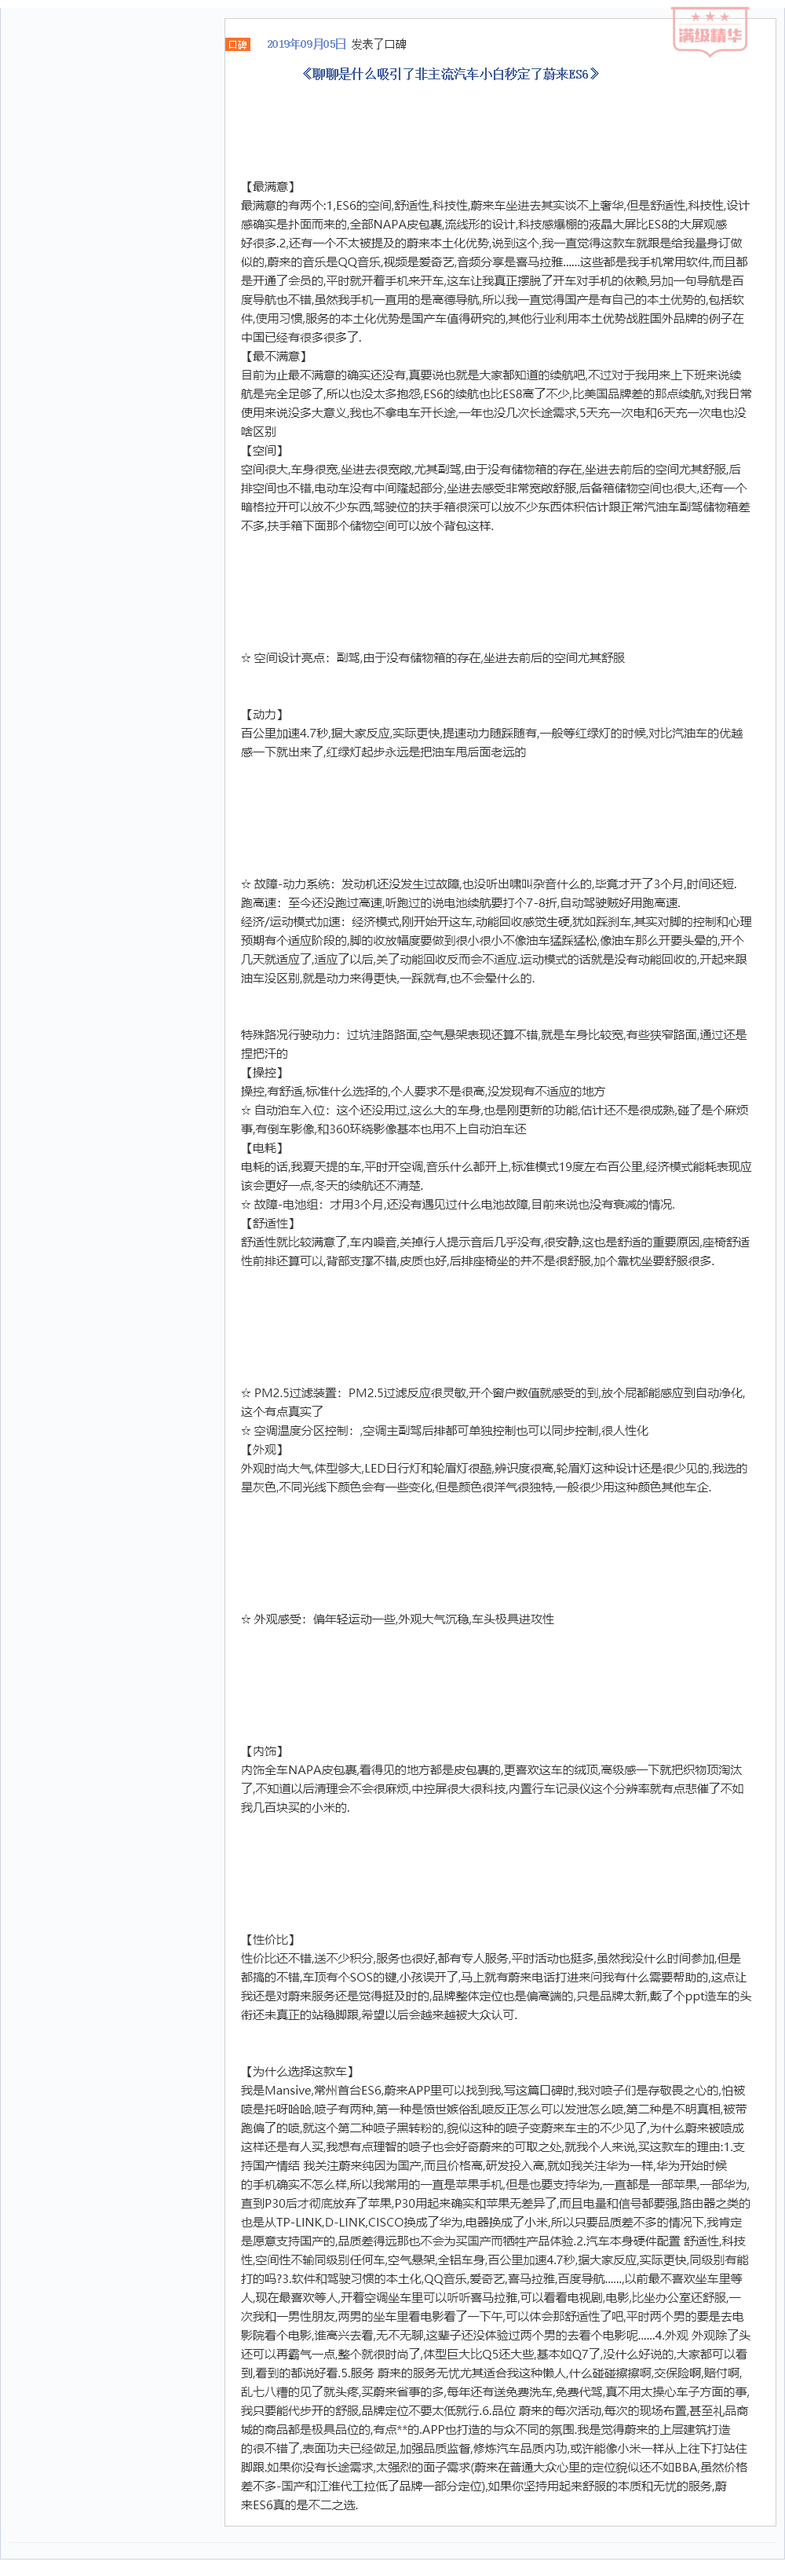 满级精华
口碑 2019年09月05日 发表了口碑
《聊聊是什么吸引了非主流汽车小白秒定了蔚来ES6》
【最满意】
最满意的有两个:1,ES6的空间,舒适性,科技性,蔚来车坐进去其实谈不上奢华,但是舒适性,科技性,设计
感确实是扑面而来的,全部NAPA皮包裹,流线形的设计,科技感爆棚的液晶大屏比ES8的大屏观感
好很多.2,还有一个不太被提及的蔚来本土化优势,说到这个,我一直觉得这款车就跟是给我量身订做
似的,蔚来的音乐是QQ音乐,视频是爱奇艺,音频分享是喜马拉雅......这些都是我手机常用软件,而且都
是开通了会员的,平时就开着手机来开车,这车让我真正摆脱了开车对手机的依赖,另加一句导航是百
度导航也不错,虽然我手机一直用的是高德导航,所以我一直觉得国产是有自己的本土优势的,包括软
件,使用习惯,服务的本土化优势是国产车值得研究的,其他行业利用本土优势战胜国外品牌的例子在
中国已经有很多很多了.
【最不满意】
目前为止最不满意的确实还没有,真要说也就是大家都知道的续航吧,不过对于我用来上下班来说续
航是完全足够了,所以也没太多抱怨,ES6的续航也比ES8高了不少,比美国品牌差的那点续航,对我日常
使用来说没多大意义,我也不拿电车开长途,一年也没几次长途需求,5天充一次电和6天充一次电也没
啥区别
【空间】
空间很大,车身很宽,坐进去很宽敞,尤其副驾,由于没有储物箱的存在,坐进去前后的空间尤其舒服,后
排空间也不错,电动车没有中间隆起部分,坐进去感受非常宽敞舒服,后备箱储物空间也很大,还有一个
暗格拉开可以放不少东西,驾驶位的扶手箱很深可以放不少东西体积估计跟正常汽油车副驾储物箱差
不多,扶手箱下面那个储物空间可以放个背包这样.
☆ 空间设计亮点：副驾,由于没有储物箱的存在,坐进去前后的空间尤其舒服
【动力】
百公里加速4.7秒,据大家反应,实际更快,提速动力随踩随有,一般等红绿灯的时候,对比汽油车的优越
感一下就出来了,红绿灯起步永远是把油车甩后面老远的
☆ 故障-动力系统：发动机还没发生过故障,也没听出啸叫杂音什么的,毕竟才开了3个月,时间还短.
跑高速：至今还没跑过高速,听跑过的说电池续航要打个7-8折,自动驾驶贼好用跑高速.
经济/运动模式加速：经济模式,刚开始开这车,动能回收感觉生硬,犹如踩刹车,其实对脚的控制和心理
预期有个适应阶段的,脚的收放幅度要做到很小很小不像油车猛踩猛松,像油车那么开要头晕的,开个
几天就适应了,适应了以后,关了动能回收反而会不适应.运动模式的话就是没有动能回收的,开起来跟
油车没区别,就是动力来得更快,一踩就有,也不会晕什么的.
特殊路况行驶动力：过坑洼路路面,空气悬架表现还算不错,就是车身比较宽,有些狭窄路面,通过还是
捏把汗的
【操控】
操控,有舒适,标准什么选择的,个人要求不是很高,没发现有不适应的地方
☆ 自动泊车入位：这个还没用过,这么大的车身,也是刚更新的功能,估计还不是很成熟,碰了是个麻烦
事,有倒车影像,和360环绕影像基本也用不上自动泊车还
【电耗】
电耗的话,我夏天提的车,平时开空调,音乐什么都开上,标准模式19度左右百公里,经济模式能耗表现应
该会更好一点,冬天的续航还不清楚.
☆ 故障-电池组：才用3个月,还没有遇见过什么电池故障,目前来说也没有衰减的情况.
【舒适性】
舒适性就比较满意了,车内噪音,关掉行人提示音后几乎没有,很安静,这也是舒适的重要原因,座椅舒适
性前排还算可以,背部支撑不错,皮质也好,后排座椅坐的并不是很舒服,加个靠枕坐要舒服很多.
☆ PM2.5过滤装置：PM2.5过滤反应很灵敏,开个窗户数值就感受的到,放个屁都能感应到自动净化,
这个有点真实了
☆ 空调温度分区控制：,空调主副驾后排都可单独控制也可以同步控制,很人性化
【外观】
外观时尚大气,体型够大,LED日行灯和轮眉灯很酷,辨识度很高,轮眉灯这种设计还是很少见的,我选的
星灰色,不同光线下颜色会有一些变化,但是颜色很洋气很独特,一般很少用这种颜色其他车企.
☆ 外观感受：偏年轻运动一些,外观大气沉稳,车头极具进攻性
【内饰】
内饰全车NAPA皮包裹,看得见的地方都是皮包裹的,更喜欢这车的绒顶,高级感一下就把织物顶淘汰
了,不知道以后清理会不会很麻烦,中控屏很大很科技,内置行车记录仪这个分辨率就有点悲催了不如
我几百块买的小米的.
【性价比】
性价比还不错,送不少积分,服务也很好,都有专人服务,平时活动也挺多,虽然我没什么时间参加,但是
都搞的不错,车顶有个SOS的键,小孩误开了,马上就有蔚来电话打进来问我有什么需要帮助的,这点让
我还是对蔚来服务还是觉得挺及时的,品牌整体定位也是偏高端的,只是品牌太新,戴了个ppt造车的头
衔还未真正的站稳脚跟,希望以后会越来越被大众认可.
【为什么选择这款车】
我是Mansive,常州首台ES6,蔚来APP里可以找到我,写这篇口碑时,我对喷子们是存敬畏之心的,怕被
喷是托呀哈哈,喷子有两种,第一种是愤世嫉俗乱喷反正怎么可以发泄怎么喷,第二种是不明真相,被带
跑偏了的喷,就这个第二种喷子黑转粉的,貌似这种的喷子变蔚来车主的不少见了,为什么蔚来被喷成
这样还是有人买,我想有点理智的喷子也会好奇蔚来的可取之处,就我个人来说,买这款车的理由:1.支
持国产情结 我关注蔚来纯因为国产,而且价格高,研发投入高,就如我关注华为一样,华为开始时候
的手机确实不怎么样,所以我常用的一直是苹果手机,但是也要支持华为,一直都是一部苹果,一部华为,
直到P30后才彻底放弃了苹果,P30用起来确实和苹果无差异了,而且电量和信号都要强,路由器之类的
也是从TP-LINK,D-LINK,CISCO换成了华为,电器换成了小米,所以只要品质差不多的情况下,我肯定
是愿意支持国产的,品质差得远那也不会为买国产而牺牲产品体验.2.汽车本身硬件配置 舒适性,科技
性,空间性不输同级别任何车,空气悬架,全铝车身,百公里加速4.7秒,据大家反应,实际更快,同级别有能
打的吗?3.软件和驾驶习惯的本土化,QQ音乐,爱奇艺,喜马拉雅,百度导航......,以前最不喜欢坐车里等
人,现在最喜欢等人,开着空调坐车里可以听听喜马拉雅,可以看看电视剧,电影,比坐办公室还舒服,一
次我和一男性朋友,两男的坐车里看电影看了一下午,可以体会那舒适性了吧,平时两个男的要是去电
影院看个电影,谁高兴去看,无不无聊,这辈子还没体验过两个男的去看个电影呢......4.外观 外观除了头
还可以再霸气一点,整个就很时尚了,体型巨大比Q5还大些,基本如Q7了,没什么好说的,大家都可以看
到,看到的都说好看.5.服务 蔚来的服务无忧尤其适合我这种懒人,什么碰碰擦擦啊,交保险啊,赔付啊,
乱七八糟的见了就头疼,买蔚来省事的多,每年还有送免费洗车,免费代驾,真不用太操心车子方面的事,
我只要能代步开的舒服,品牌定位不要太低就行.6.品位 蔚来的每次活动,每次的现场布置,甚至礼品商
城的商品都是极具品位的,有点**的.APP也打造的与众不同的氛围.我是觉得蔚来的上层建筑打造
的很不错了,表面功夫已经做足,加强品质监督,修炼汽车品质内功,或许能像小米一样从上往下打站住
脚跟.如果你没有长途需求,太强烈的面子需求(蔚来在普通大众心里的定位貌似还不如BBA,虽然价格
差不多-国产和江淮代工拉低了品牌一部分定位),如果你坚持用起来舒服的本质和无忧的服务,蔚
来ES6真的是不二之选.